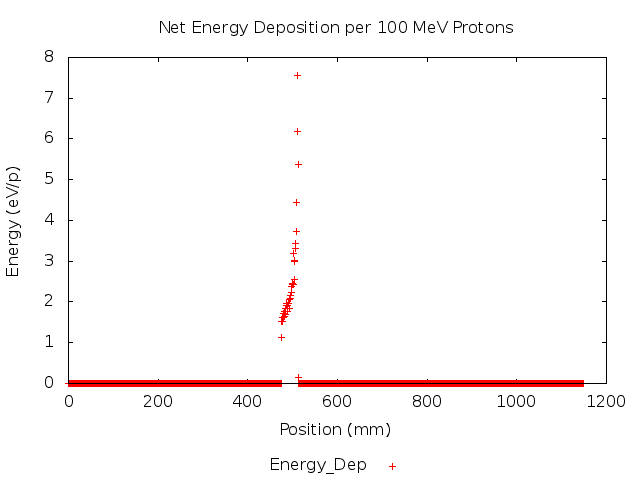 Net Energy Deposition per 100 MeV Protons
8
7
6
5
4
3
2
1
0
Energy (eV/p)
0 200 400 600 800 1000 1200
Position (mm)
Energy_Dep